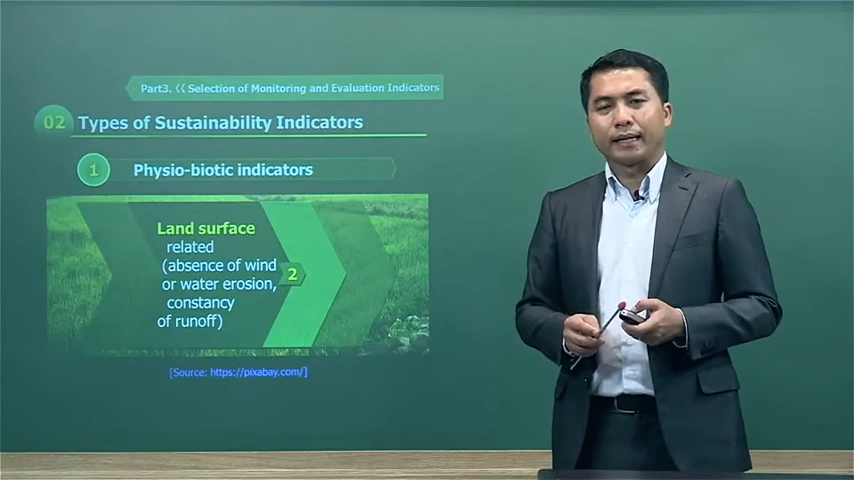 Part3. 《 Selection of Monitoring and Evaluation Indicators
02 Types of Sustainability Indicators
1 Physio-biotic indicators
Land surface
related
(absence of wind
or water erosion,
constancy
of runoff)
2
[Source: https://pixabay.com/]